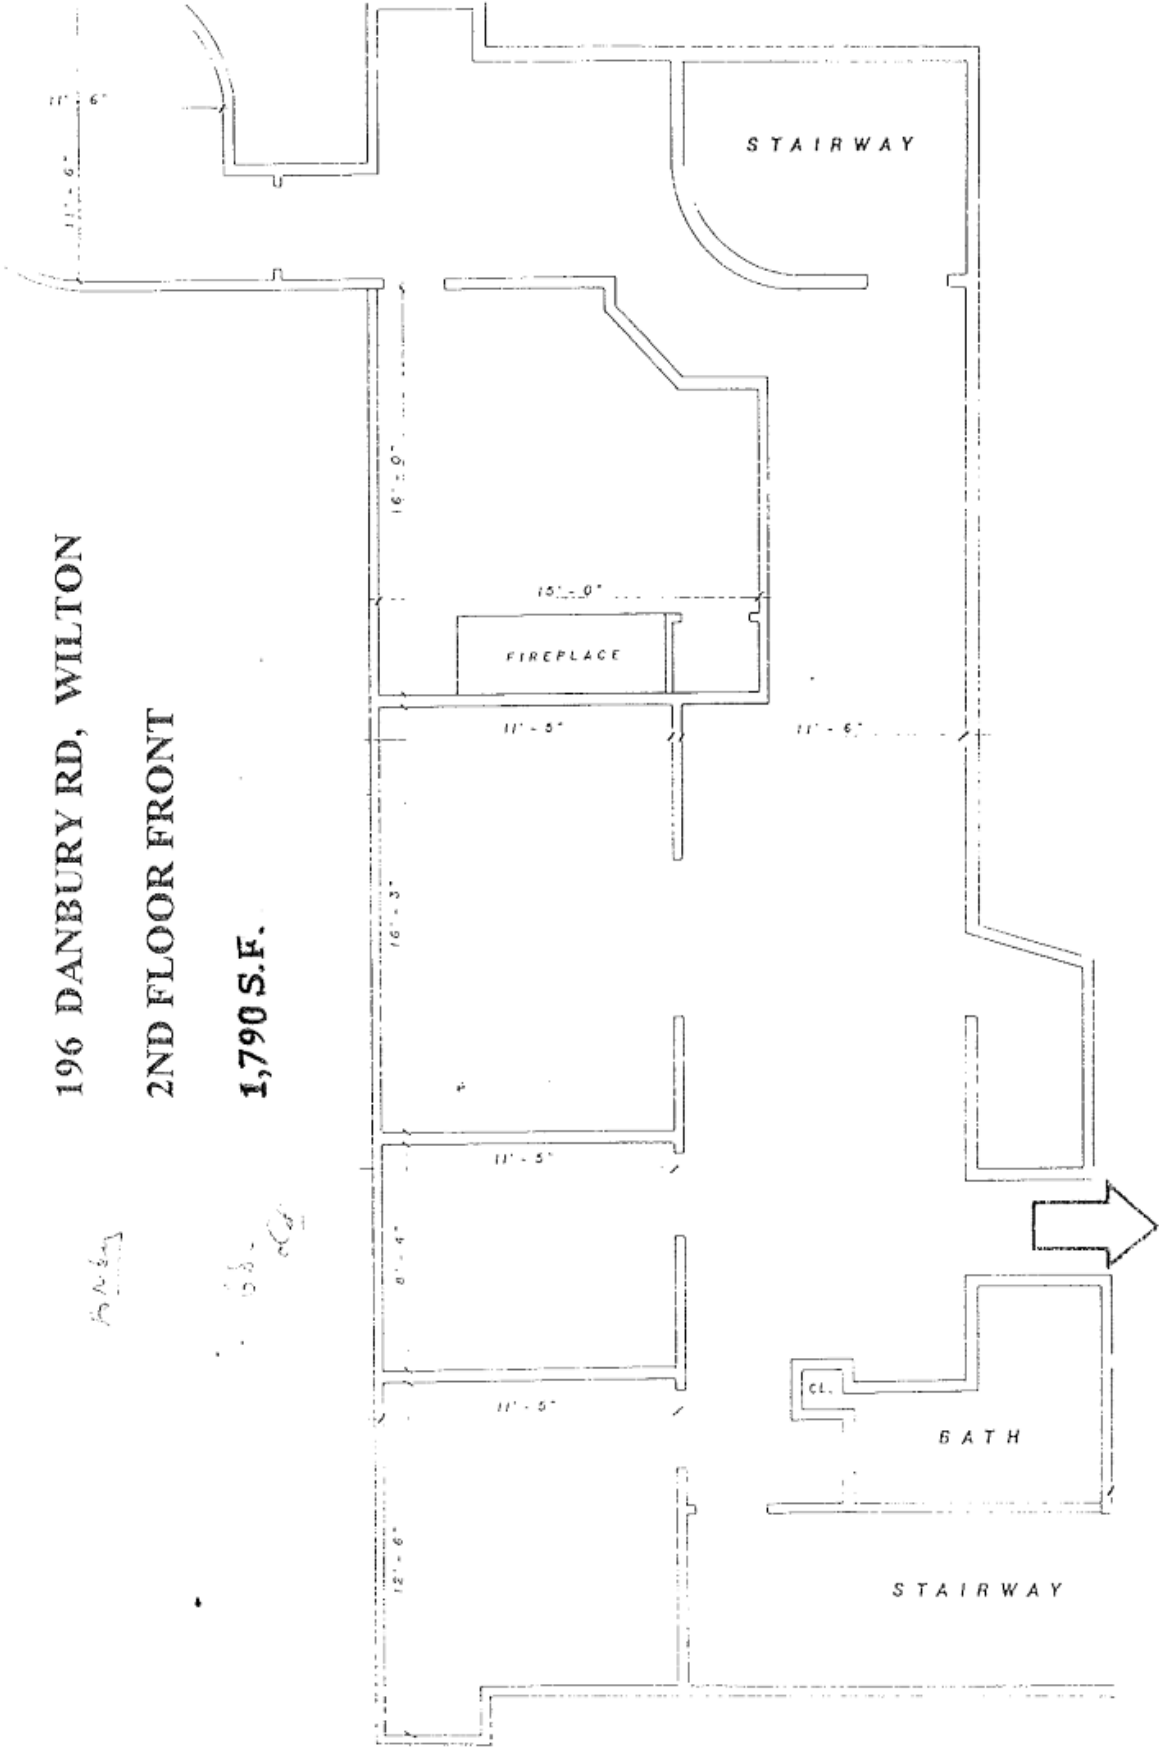 196 DANBURY RD, WILTON
2ND FLOOR FRONT
1,790 S.F.
11' 6"
11' - 6"
STAIRWAY
16' - 9"
15' - 0"
FIREPLACE
11' - 5"
11' - 6"
16' - 3"
11' - 5"
8' - 4"
11' - 5"
CL.
BATH
12' - 6"
STAIRWAY